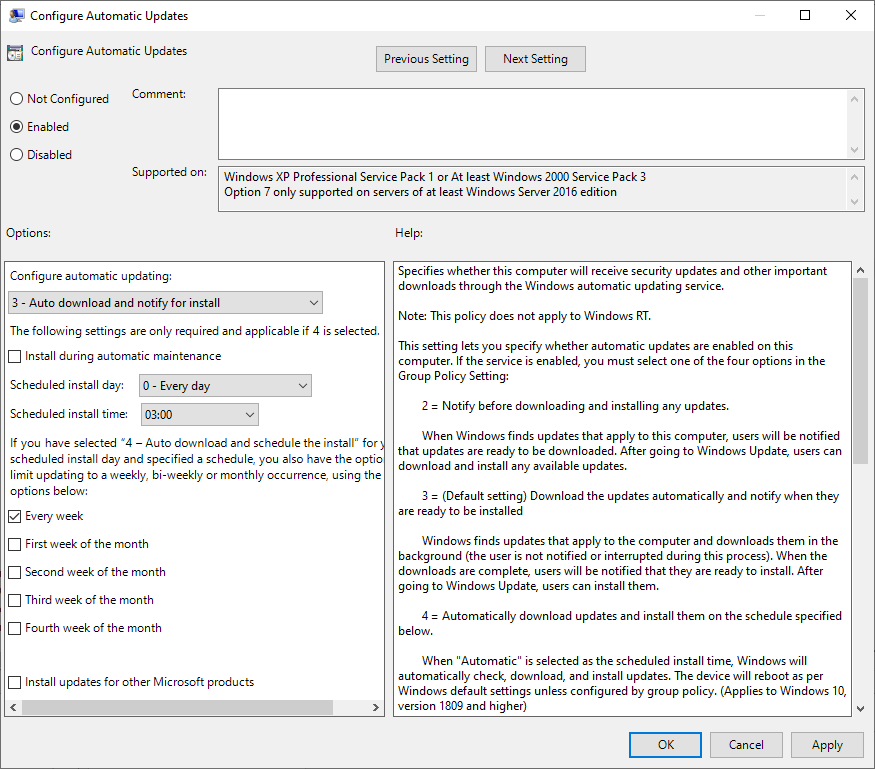 Configure Automatic Updates
Configure Automatic Updates
Previous Setting
Next Setting
Not Configured
Enabled
Disabled
Comment:
Supported on:
Windows XP Professional Service Pack 1 or At least Windows 2000 Service Pack 3
Option 7 only supported on servers of at least Windows Server 2016 edition
Options:
Configure automatic updating:
3 - Auto download and notify for install
The following settings are only required and applicable if 4 is selected.
Install during automatic maintenance
Scheduled install day:
0 - Every day
Scheduled install time:
03:00
If you have selected “4 – Auto download and schedule the install” for
scheduled install day and specified a schedule, you also have the optio
limit updating to a weekly, bi-weekly or monthly occurrence, using the
options below:
Every week
First week of the month
Second week of the month
Third week of the month
Fourth week of the month
Install updates for other Microsoft products
Help:
Specifies whether this computer will receive security updates and other important
downloads through the Windows automatic updating service.
Note: This policy does not apply to Windows RT.
This setting lets you specify whether automatic updates are enabled on this
computer. If the service is enabled, you must select one of the four options in the
Group Policy Setting:
2 = Notify before downloading and installing any updates.
When Windows finds updates that apply to this computer, users will be notified
that updates are ready to be downloaded. After going to Windows Update, users can
download and install any available updates.
3 = (Default setting) Download the updates automatically and notify when they
are ready to be installed
Windows finds updates that apply to the computer and downloads them in the
background (the user is not notified or interrupted during this process). When the
downloads are complete, users will be notified that they are ready to install. After
going to Windows Update, users can install them.
4 = Automatically download updates and install them on the schedule specified
below.
When "Automatic" is selected as the scheduled install time, Windows will
automatically check, download, and install updates. The device will reboot as per
Windows default settings unless configured by group policy. (Applies to Windows 10,
version 1809 and higher)
OK
Cancel
Apply